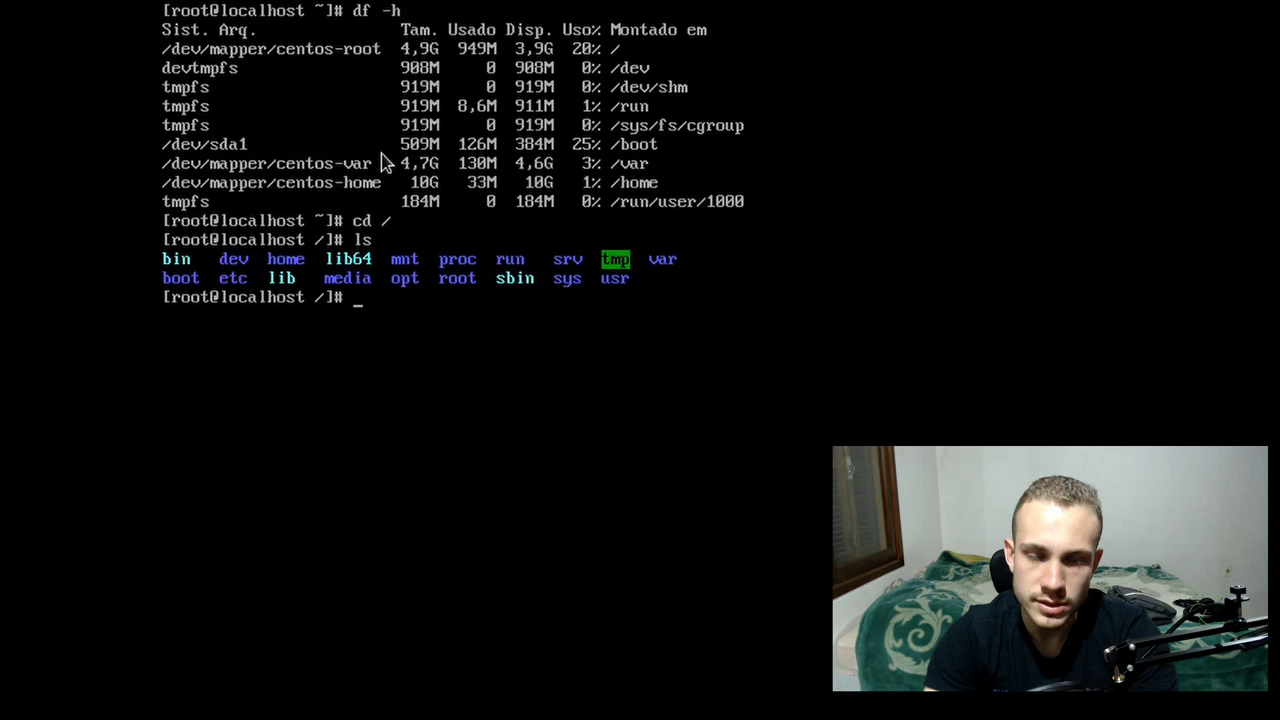 [root@localhost ~]# df -h
Sist. Arq. Tam. Usado Disp. Uso% Montado em
/dev/mapper/centos-root 4,9G 949M 3,9G 20% /
devtmpfs 908M 0 908M 0% /dev
tmpfs 919M 0 919M 0% /dev/shm
tmpfs 919M 8,6M 911M 1% /run
tmpfs 919M 0 919M 0% /sys/fs/cgroup
/dev/sda1 509M 126M 384M 25% /boot
/dev/mapper/centos-var 4,7G 130M 4,6G 3% /var
/dev/mapper/centos-home 10G 33M 10G 1% /home
tmpfs 184M 0 184M 0% /run/user/1000
[root@localhost ~]# cd /
[root@localhost /]# ls
bin dev home lib64 mnt proc run srv tmp var
boot etc lib media opt root sbin sys usr
[root@localhost /]# _